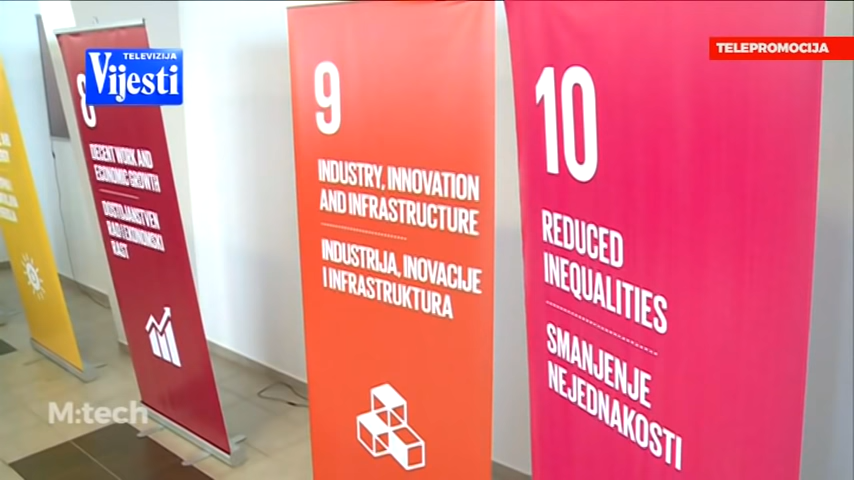 TELEVIZIJA
Vijesti
TELEPROMOCIJA
8
DECENT WORK AND
ECONOMIC GROWTH
DOSTOJANSTVEN
RAD I EKONOMSKI
RAST
9
INDUSTRY, INNOVATION
AND INFRASTRUCTURE
INDUSTRIJA, INOVACIJE
I INFRASTRUKTURA
10
REDUCED
INEQUALITIES
SMANJENJE
NEJEDNAKOSTI
M:tech